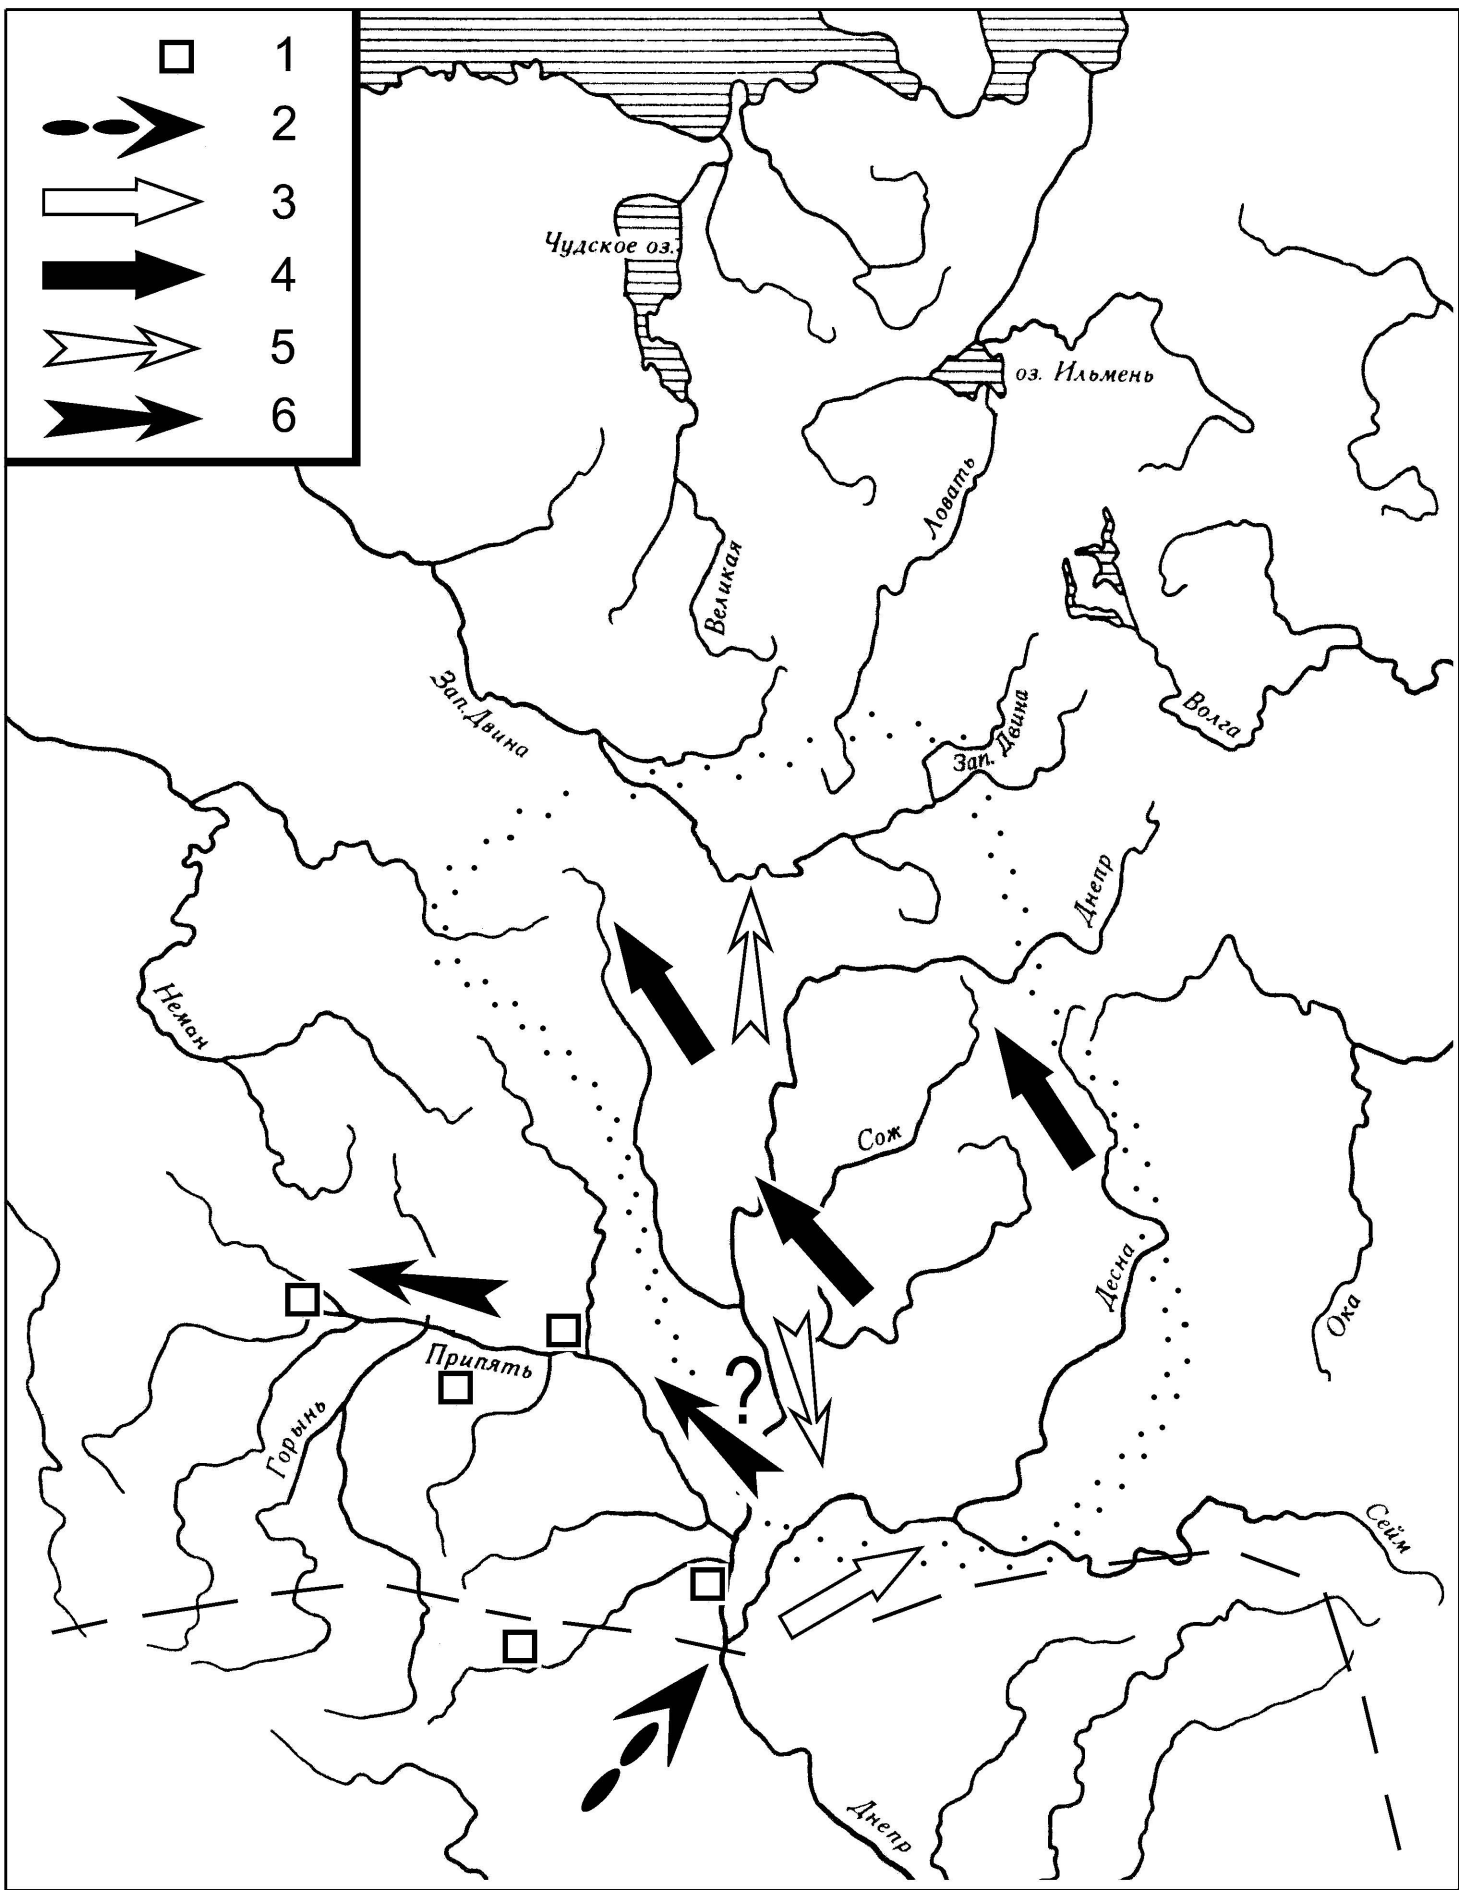 1
2
3
4
5
6
Чудское оз.
оз. Ильмень
Ловать
Великая
Зап. Двина
Волга
Зап. Двина
Днепр
Неман
Сож
Десна
Ока
Припять
?
Горынь
Сейм
Днепр